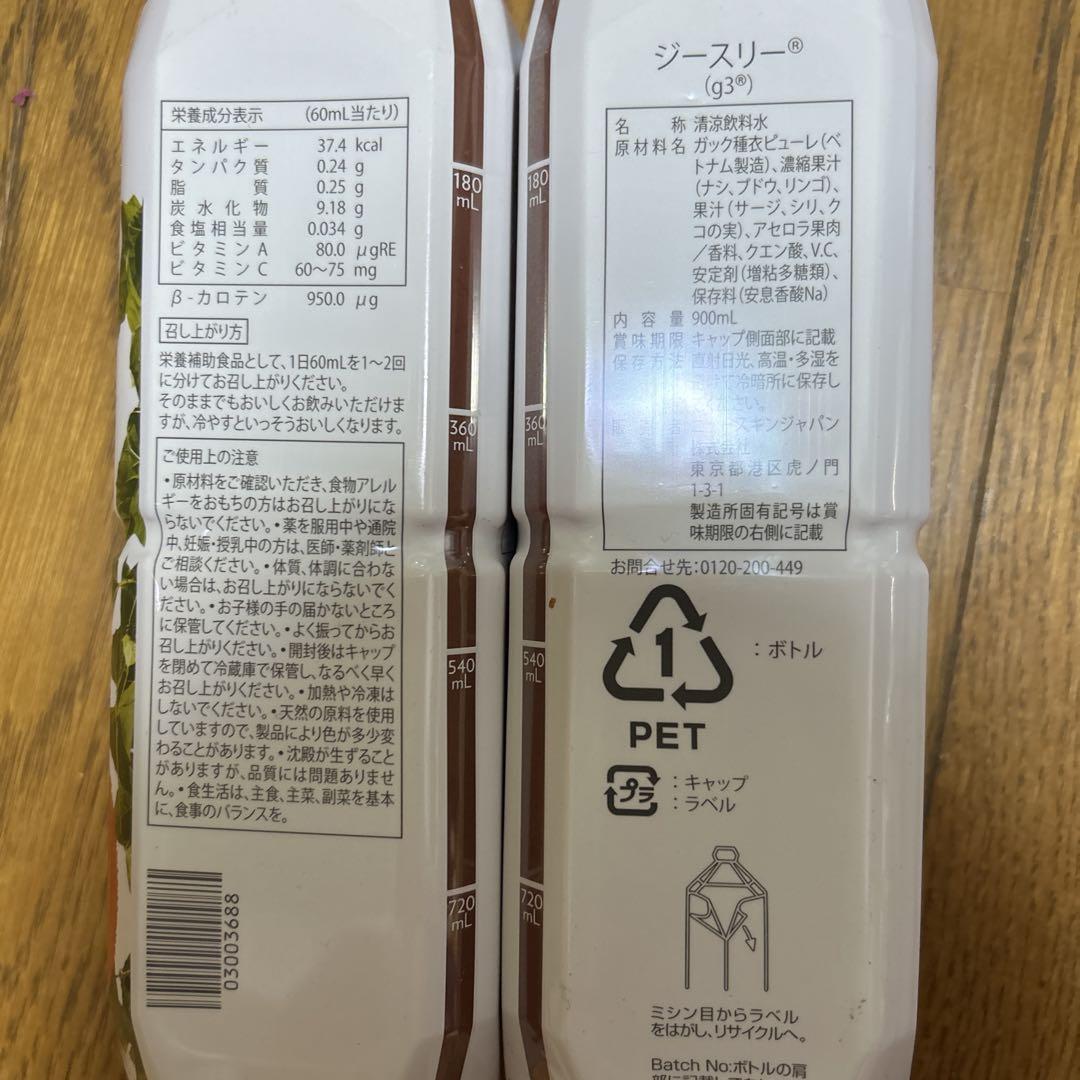 栄養成分表示 (60mL当たり)
エネルギー 37.4 kcal
タンパク質 0.24 g
脂質 0.25 g
炭水化物 9.18 g
食塩相当量 0.034 g
ビタミンA 80.0 μgRE
ビタミンC 60〜75 mg
β-カロテン 950.0 μg
召し上がり方
栄養補助食品として、1日60mLを1〜2回
に分けてお召し上がりください。
そのままでもおいしくお飲みいただけま
すが、冷やすといっそうおいしくなります。
ご使用上の注意
•原材料をご確認いただき、食物アレル
ギーをおもちの方はお召し上がりにな
らないでください。•薬を服用中や通院
中、妊娠・授乳中の方は、医師・薬剤師と
ご相談ください。•体質、体調に合わな
い場合は、お召し上がりにならないでく
ださい。•お子様の手の届かないところ
に保管してください。•よく振ってからお
召し上がりください。•開封後はキャップ
を閉めて冷蔵庫で保管し、なるべく早く
お召し上がりください。•加熱や冷凍は
しないでください。•天然の原料を使用
していますので、製品により色が多少変
わることがあります。•沈殿が生ずること
がありますが、品質には問題ありませ
ん。•食生活は、主食、主菜、副菜を基本
に、食事のバランスを。
03003688
180
mL
360
mL
540
mL
720
mL
180
mL
360
mL
540
mL
720
mL
ジースリー®
(g3®)
名称 清涼飲料水
原材料名 ガック種衣ピューレ(ベ
トナム製造)、濃縮果汁
(ナシ、ブドウ、リンゴ)、
果汁(サージ、シリ、ク
コの実)、アセロラ果肉
/香料、クエン酸、V.C、
安定剤(増粘多糖類)、
保存料(安息香酸Na)
内容量 900mL
賞味期限 キャップ側面部に記載
保存方法 直射日光、高温・多湿を
冷暗所に保存し
ださい。
販 スキンジャパン
株式会社
東京都港区虎ノ門
1-3-1
製造所固有記号は賞
味期限の右側に記載
お問合せ先:0120-200-449
1
:ボトル
PET
プラ
:キャップ
:ラベル
ミシン目からラベル
をはがし、リサイクルへ。
Batch No:ボトルの肩